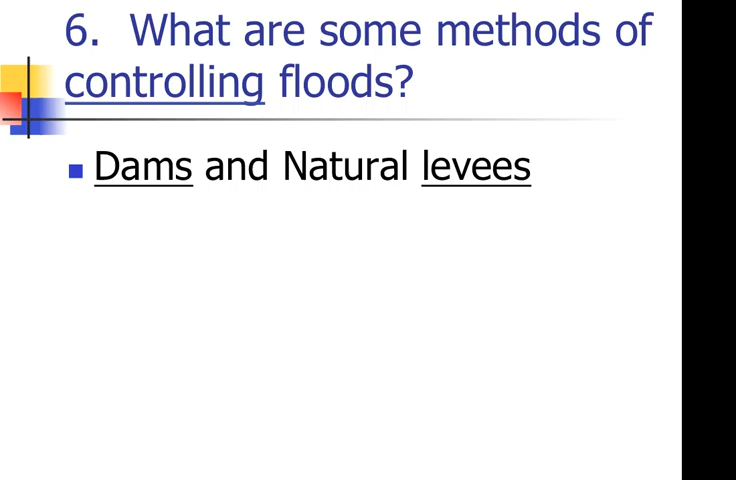 6. What are some methods of
controlling floods?
Dams and Natural levees